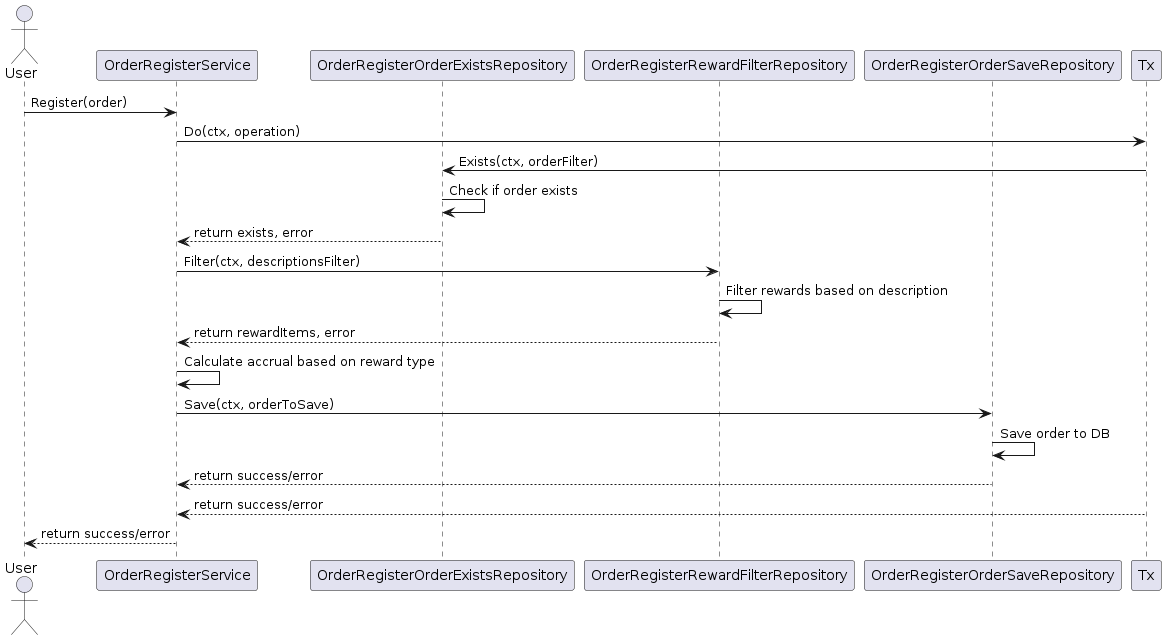 User
OrderRegisterService
OrderRegisterOrderExistsRepository
OrderRegisterRewardFilterRepository
OrderRegisterOrderSaveRepository
Tx
Register(order)
Do(ctx, operation)
Exists(ctx, orderFilter)
Check if order exists
return exists, error
Filter(ctx, descriptionsFilter)
Filter rewards based on description
return rewardItems, error
Calculate accrual based on reward type
Save(ctx, orderToSave)
Save order to DB
return success/error
return success/error
return success/error
User
OrderRegisterService
OrderRegisterOrderExistsRepository
OrderRegisterRewardFilterRepository
OrderRegisterOrderSaveRepository
Tx